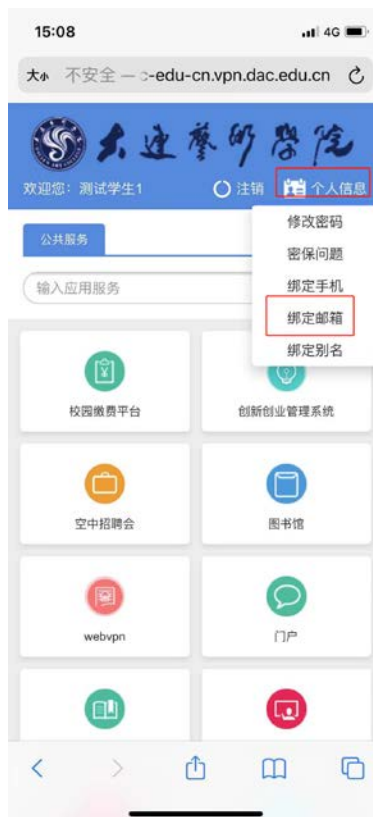 15:08 4G
大小 不安全 — c-edu-cn.vpn.dac.edu.cn
大连艺术学院
欢迎您：测试学生1 注销 个人信息
修改密码
公共服务
密保问题
输入应用服务 绑定手机
绑定邮箱
绑定别名
校园缴费平台 创新创业管理系统
空中招聘会 图书馆
webvpn 门户